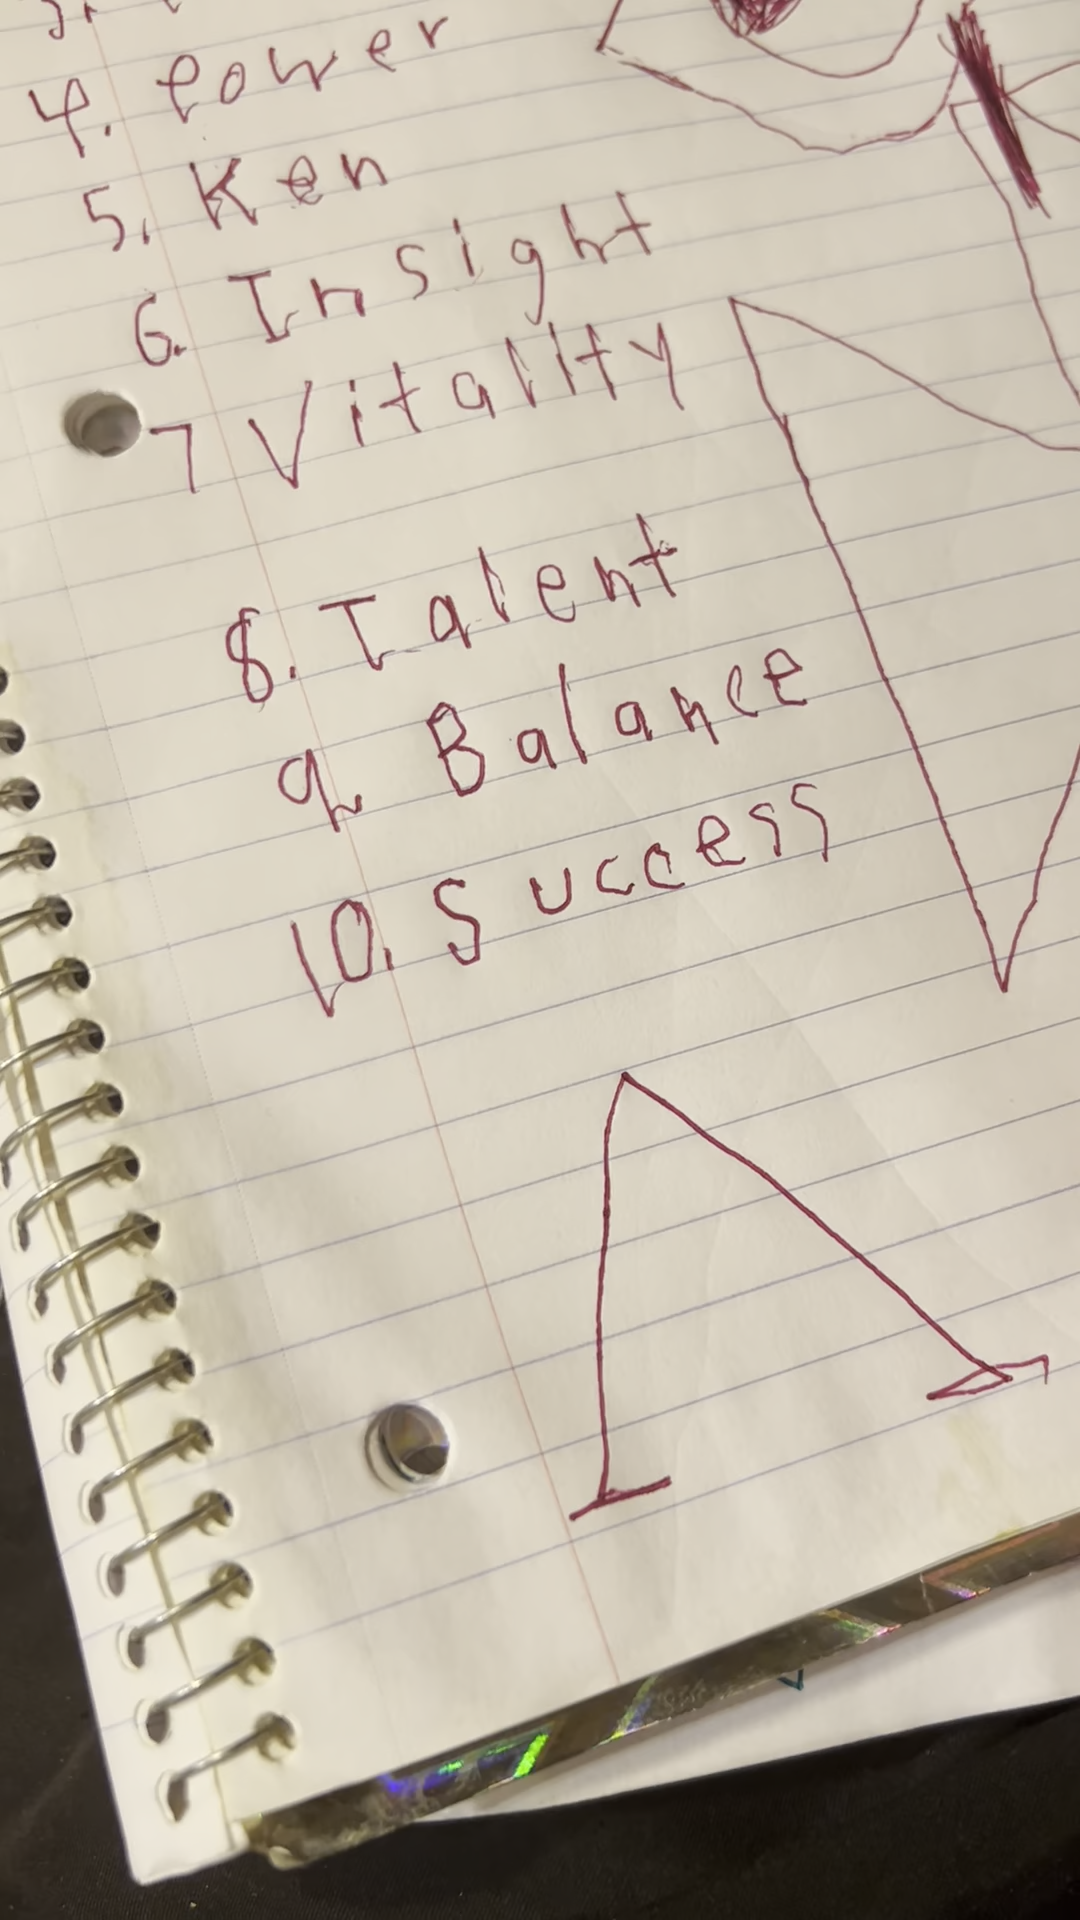 4. Power
5. Ken
6. Insight
7 Vitality
8. Talent
9. Balance
10. Success